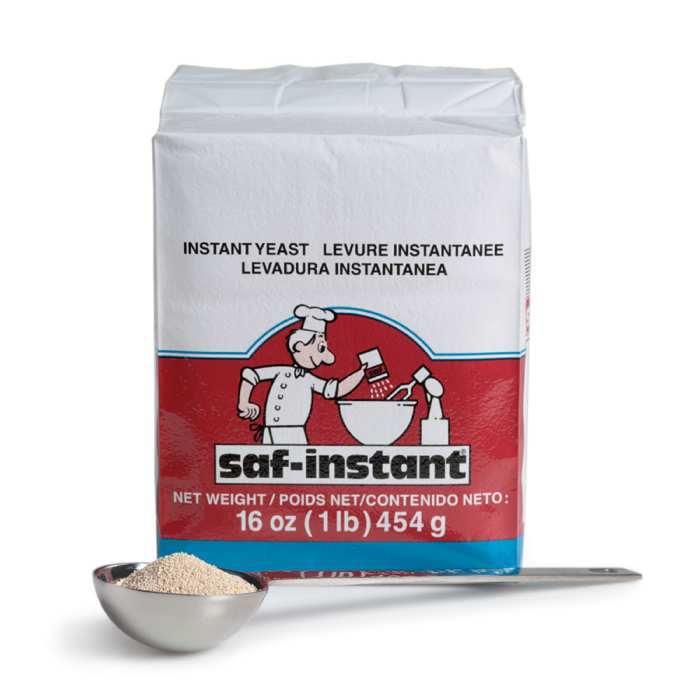 INSTANT YEAST LEVURE INSTANTANEE
LEVADURA INSTANTANEA
saf-instant®
NET WEIGHT / POIDS NET/CONTENIDO NETO :
16 oz ( 1 lb ) 454 g